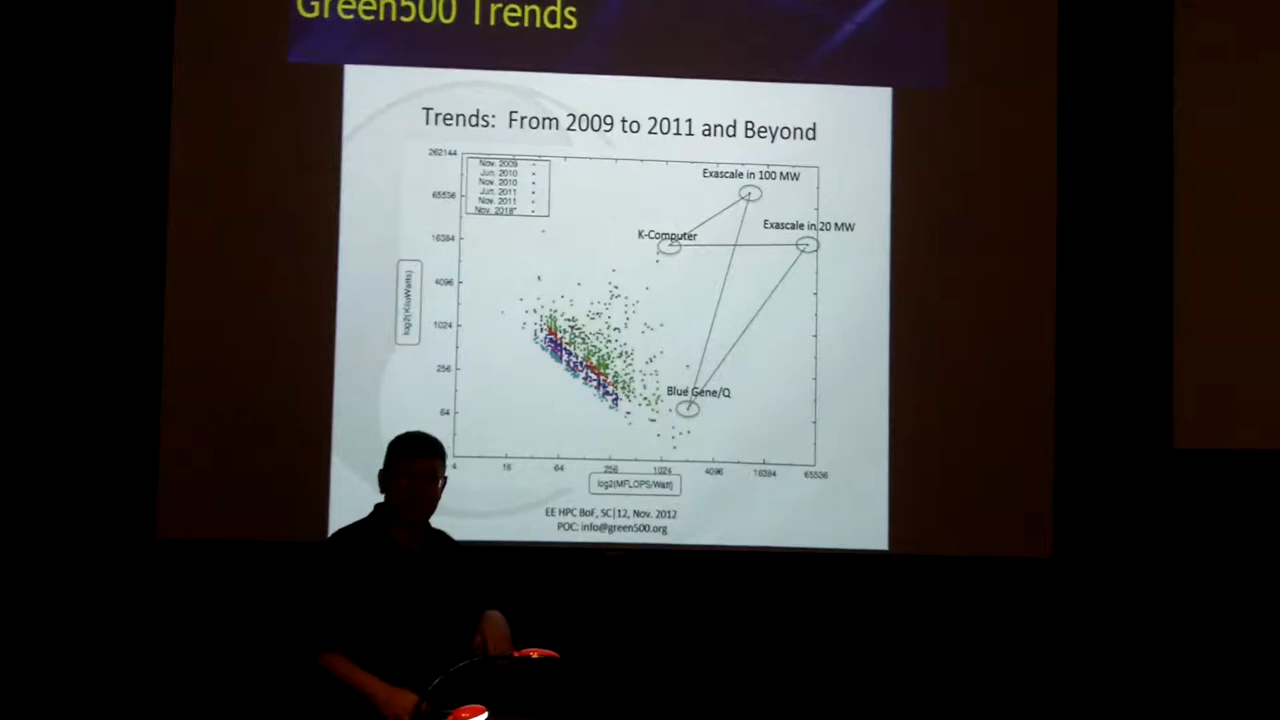 Green500 Trends
Trends: From 2009 to 2011 and Beyond
262144
65536
16384
4096
1024
256
64
Nov. 2009
Jun. 2010
Nov. 2010
Jun. 2011
Nov. 2011
Nov. 2018*
Exascale in 100 MW
Exascale in 20 MW
K-Computer
Blue Gene/Q
log2(KiloWatts)
4 16 64 256 1024 4096 16384 65536
log2(MFLOPS/Watt)
EE HPC BoF, SC|12, Nov. 2012
POC: info@green500.org